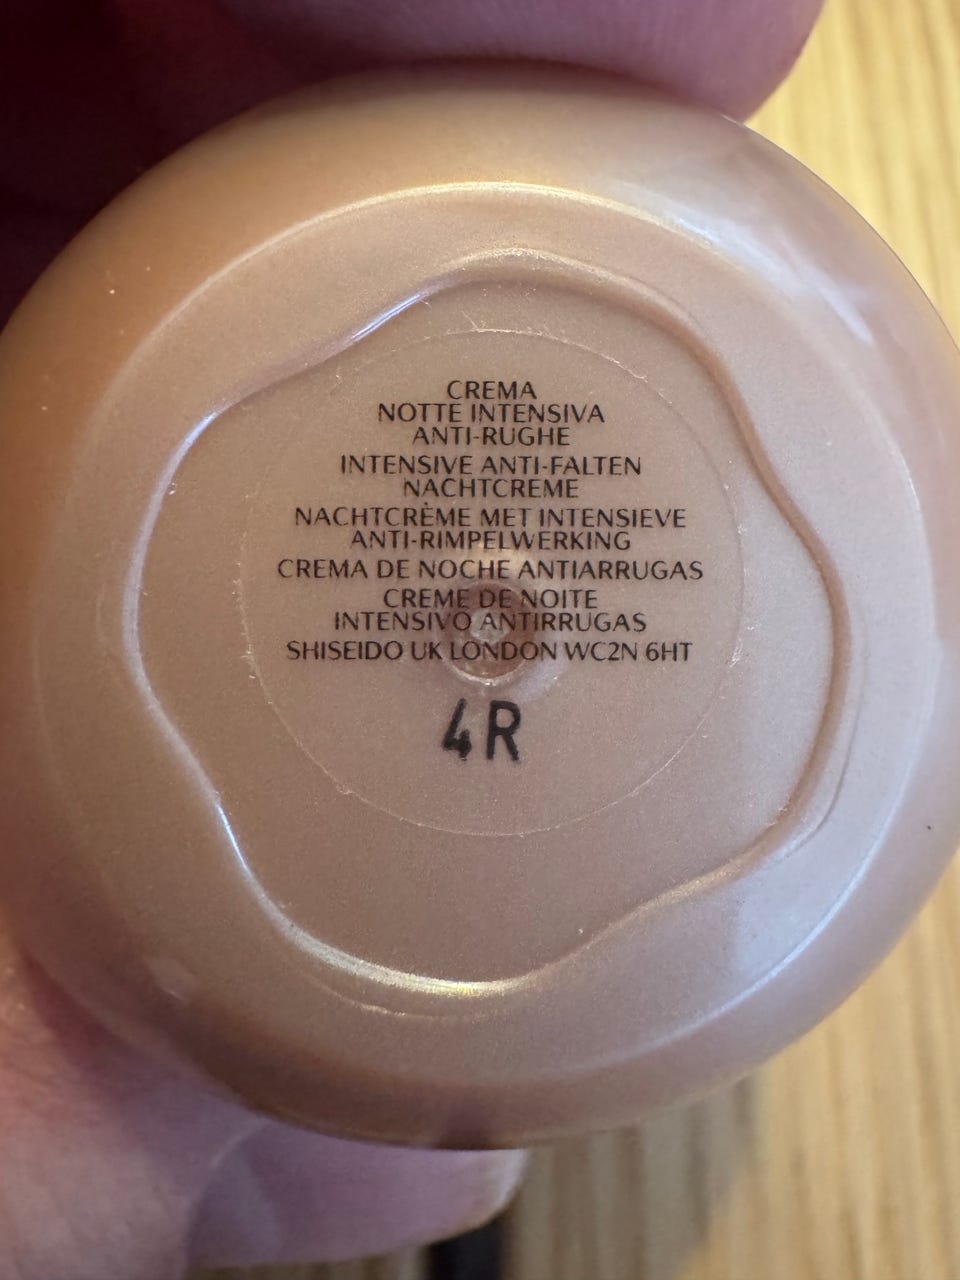 CREMA
NOTTE INTENSIVA
ANTI-RUGHE
INTENSIVE ANTI-FALTEN
NACHTCREME
NACHTCRÈME MET INTENSIEVE
ANTI-RIMPELWERKING
CREMA DE NOCHE ANTIARRUGAS
CREME DE NOITE
INTENSIVO ANTIRRUGAS
SHISEIDO UK LONDON WC2N 6HT
4R